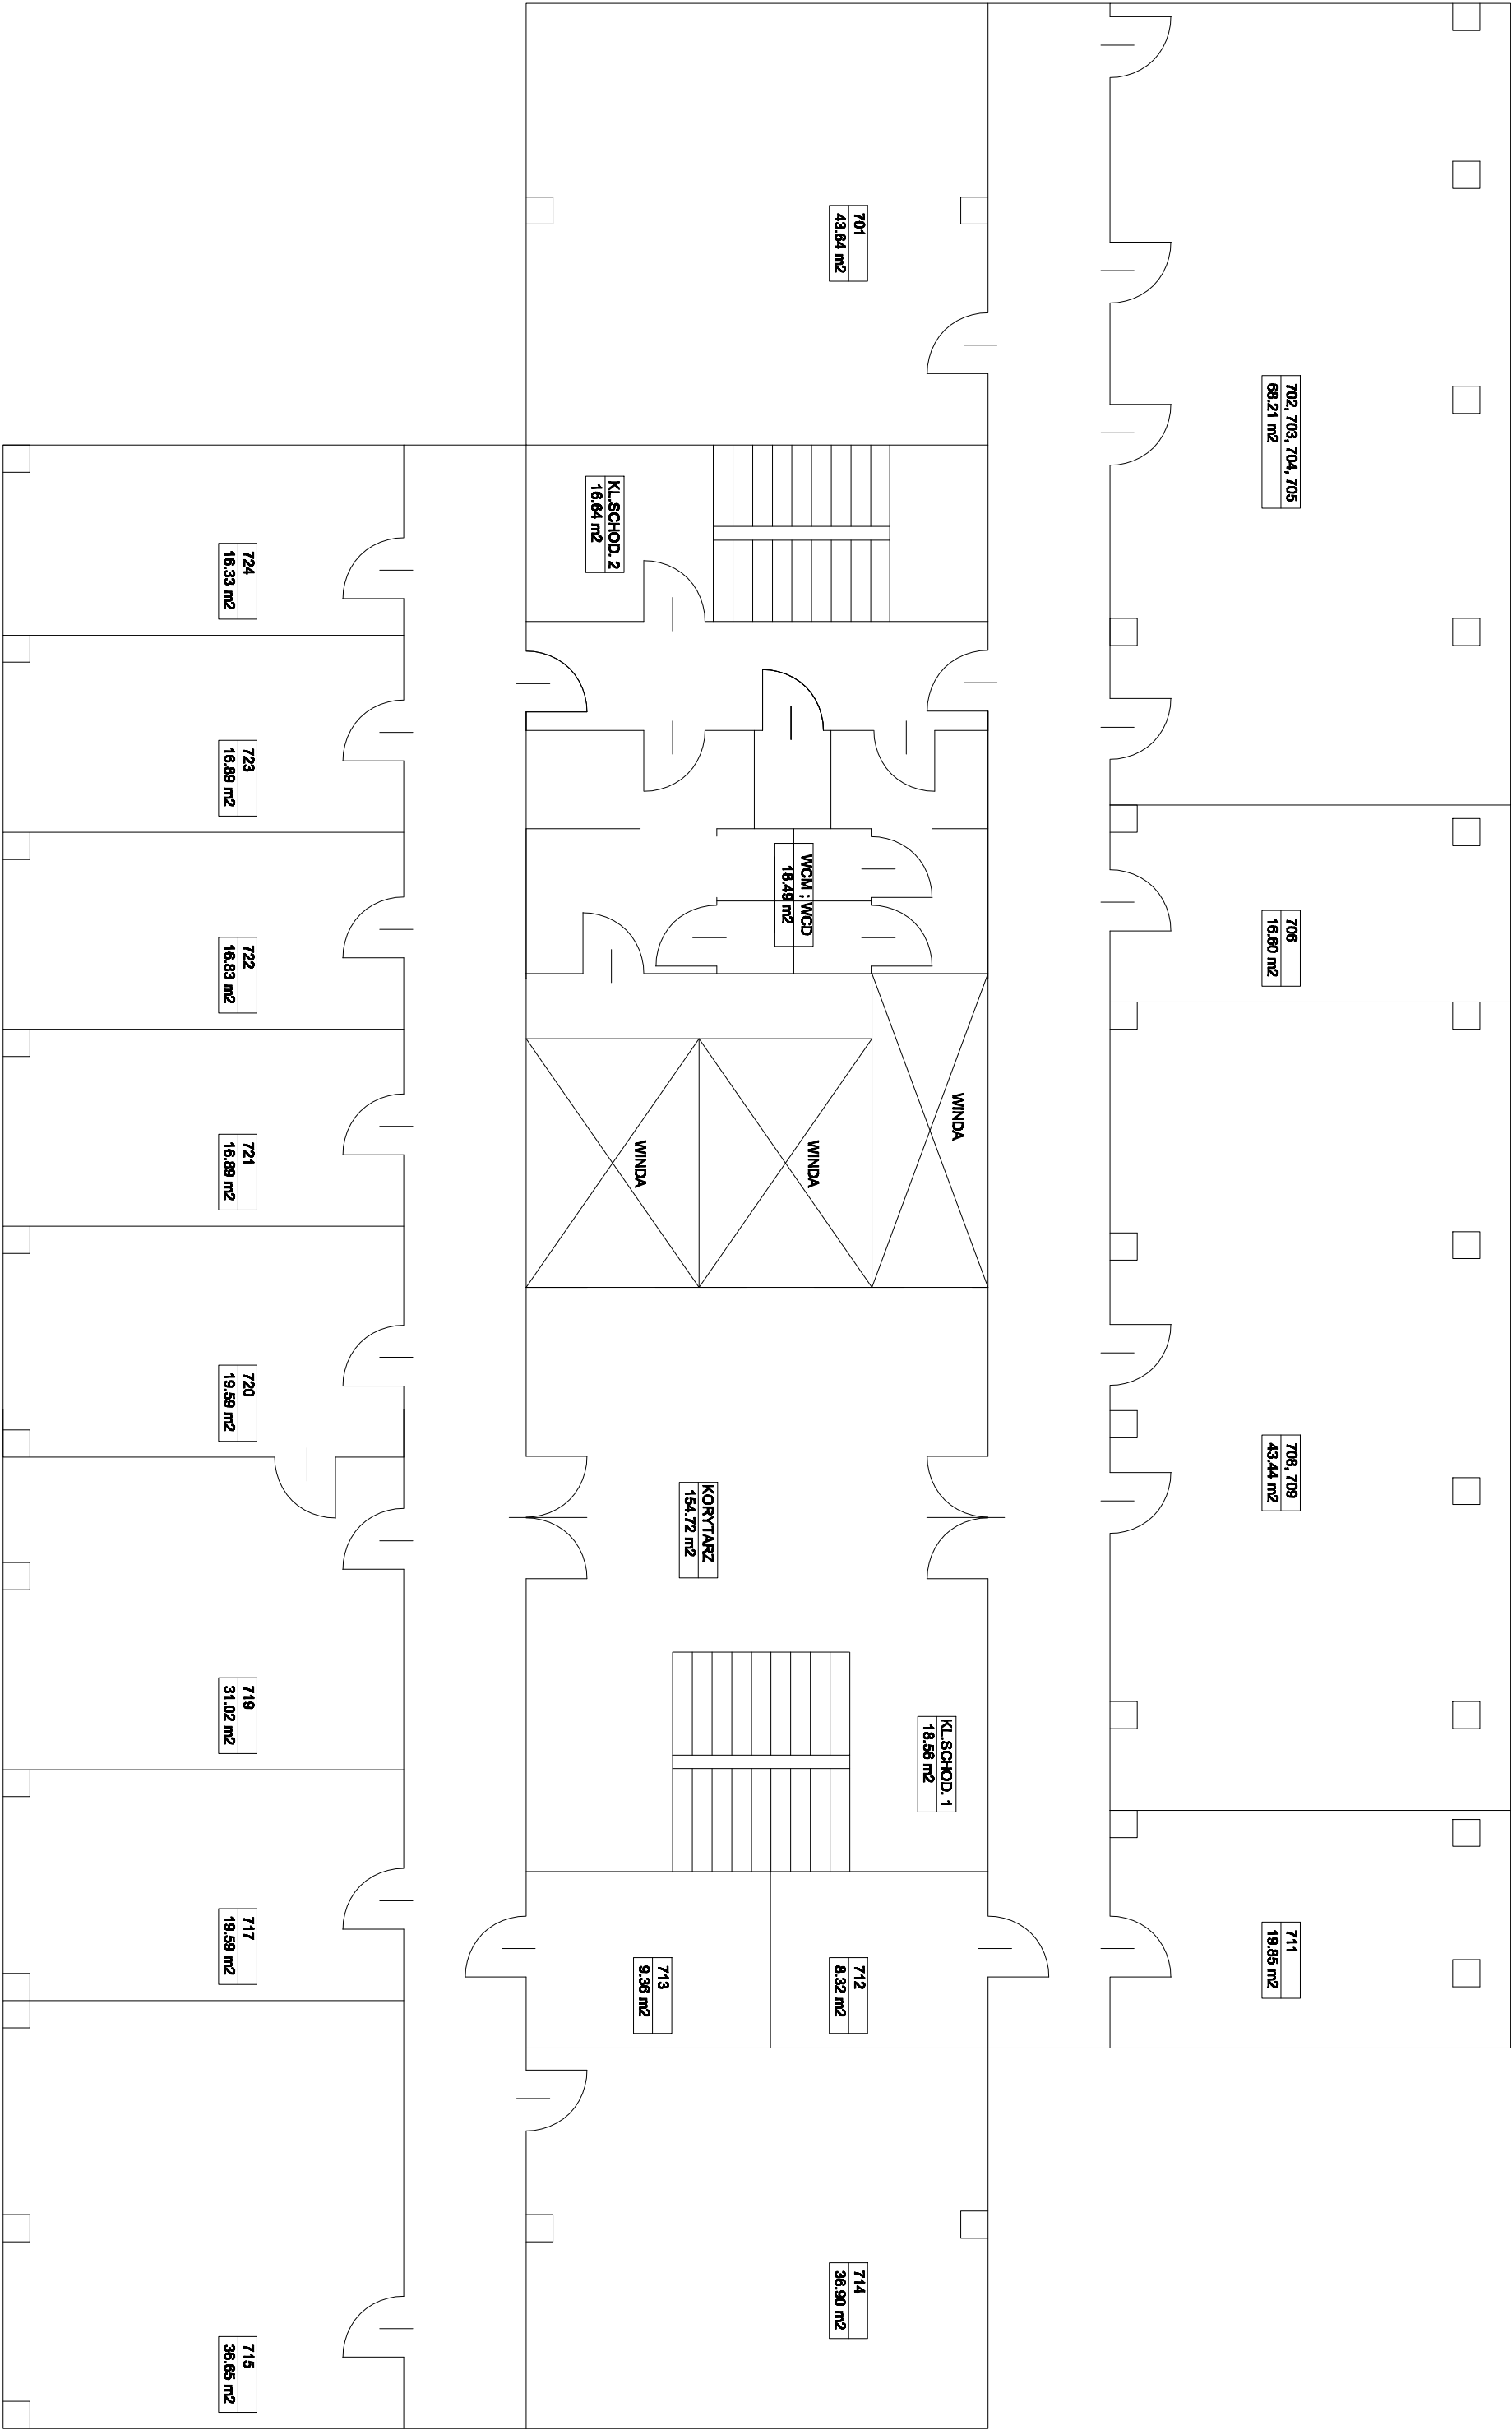 702, 703, 704, 705
68.21 m2
706
16.60 m2
708, 709
43.44 m2
711
19.85 m2
701
43.64 m2
KL.SCHOD. 2
16.64 m2
WCM ; WCD
18.49 m2
WINDA
WINDA
WINDA
KORYTARZ
154.72 m2
KL.SCHOD. 1
18.56 m2
712
8.32 m2
713
9.36 m2
714
36.90 m2
724
16.33 m2
723
16.89 m2
722
16.83 m2
721
16.89 m2
720
19.59 m2
719
31.02 m2
717
19.59 m2
715
36.65 m2